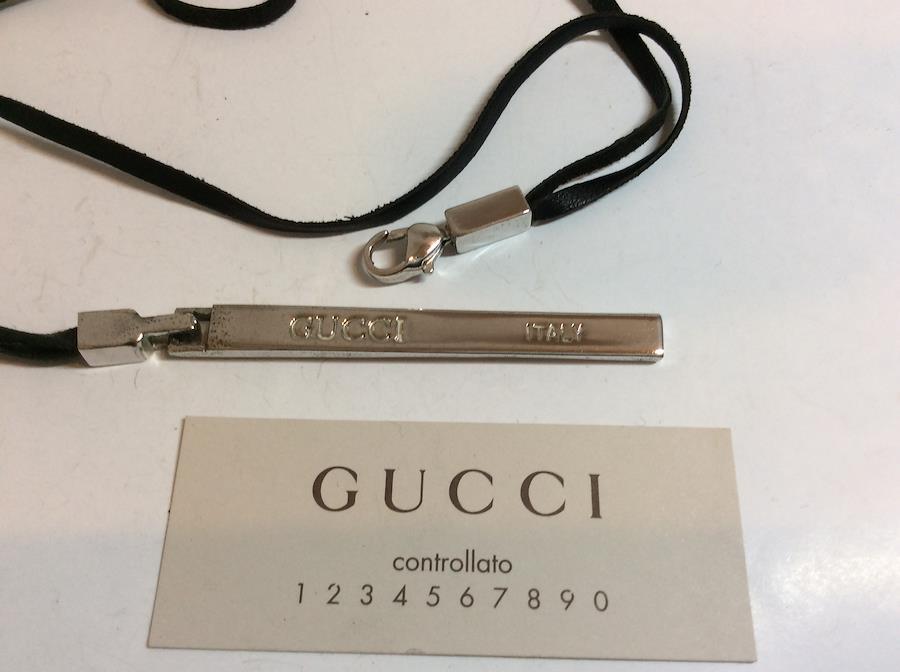 GUCCI ITALY
GUCCI
controllato
1 2 3 4 5 6 7 8 9 0